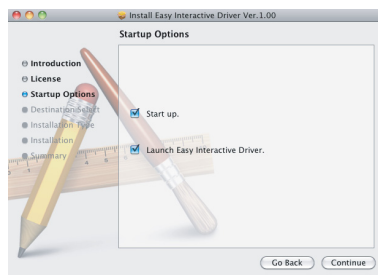 Install Easy Interactive Driver Ver.1.00
Startup Options
Introduction
License
Startup Options
Destination Select
Installation Type
Installation
Summary
Start up.
Launch Easy Interactive Driver.
Go Back
Continue